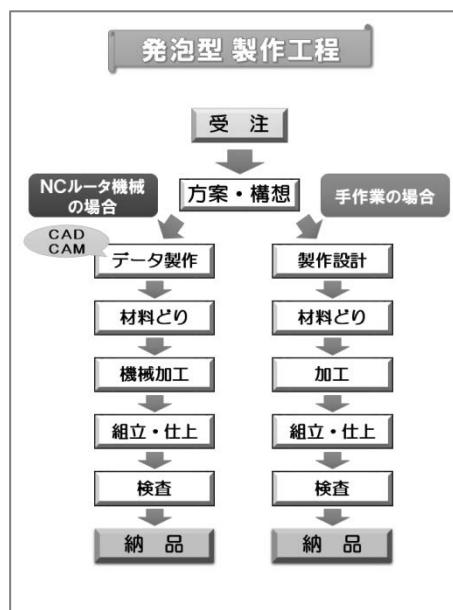 発泡型 製作工程
受 注
方案・構想
NCルータ機械
の場合
手作業の場合
CAD
CAM
データ製作
製作設計
材料どり
材料どり
機械加工
加工
組立・仕上
組立・仕上
検査
検査
納 品
納 品